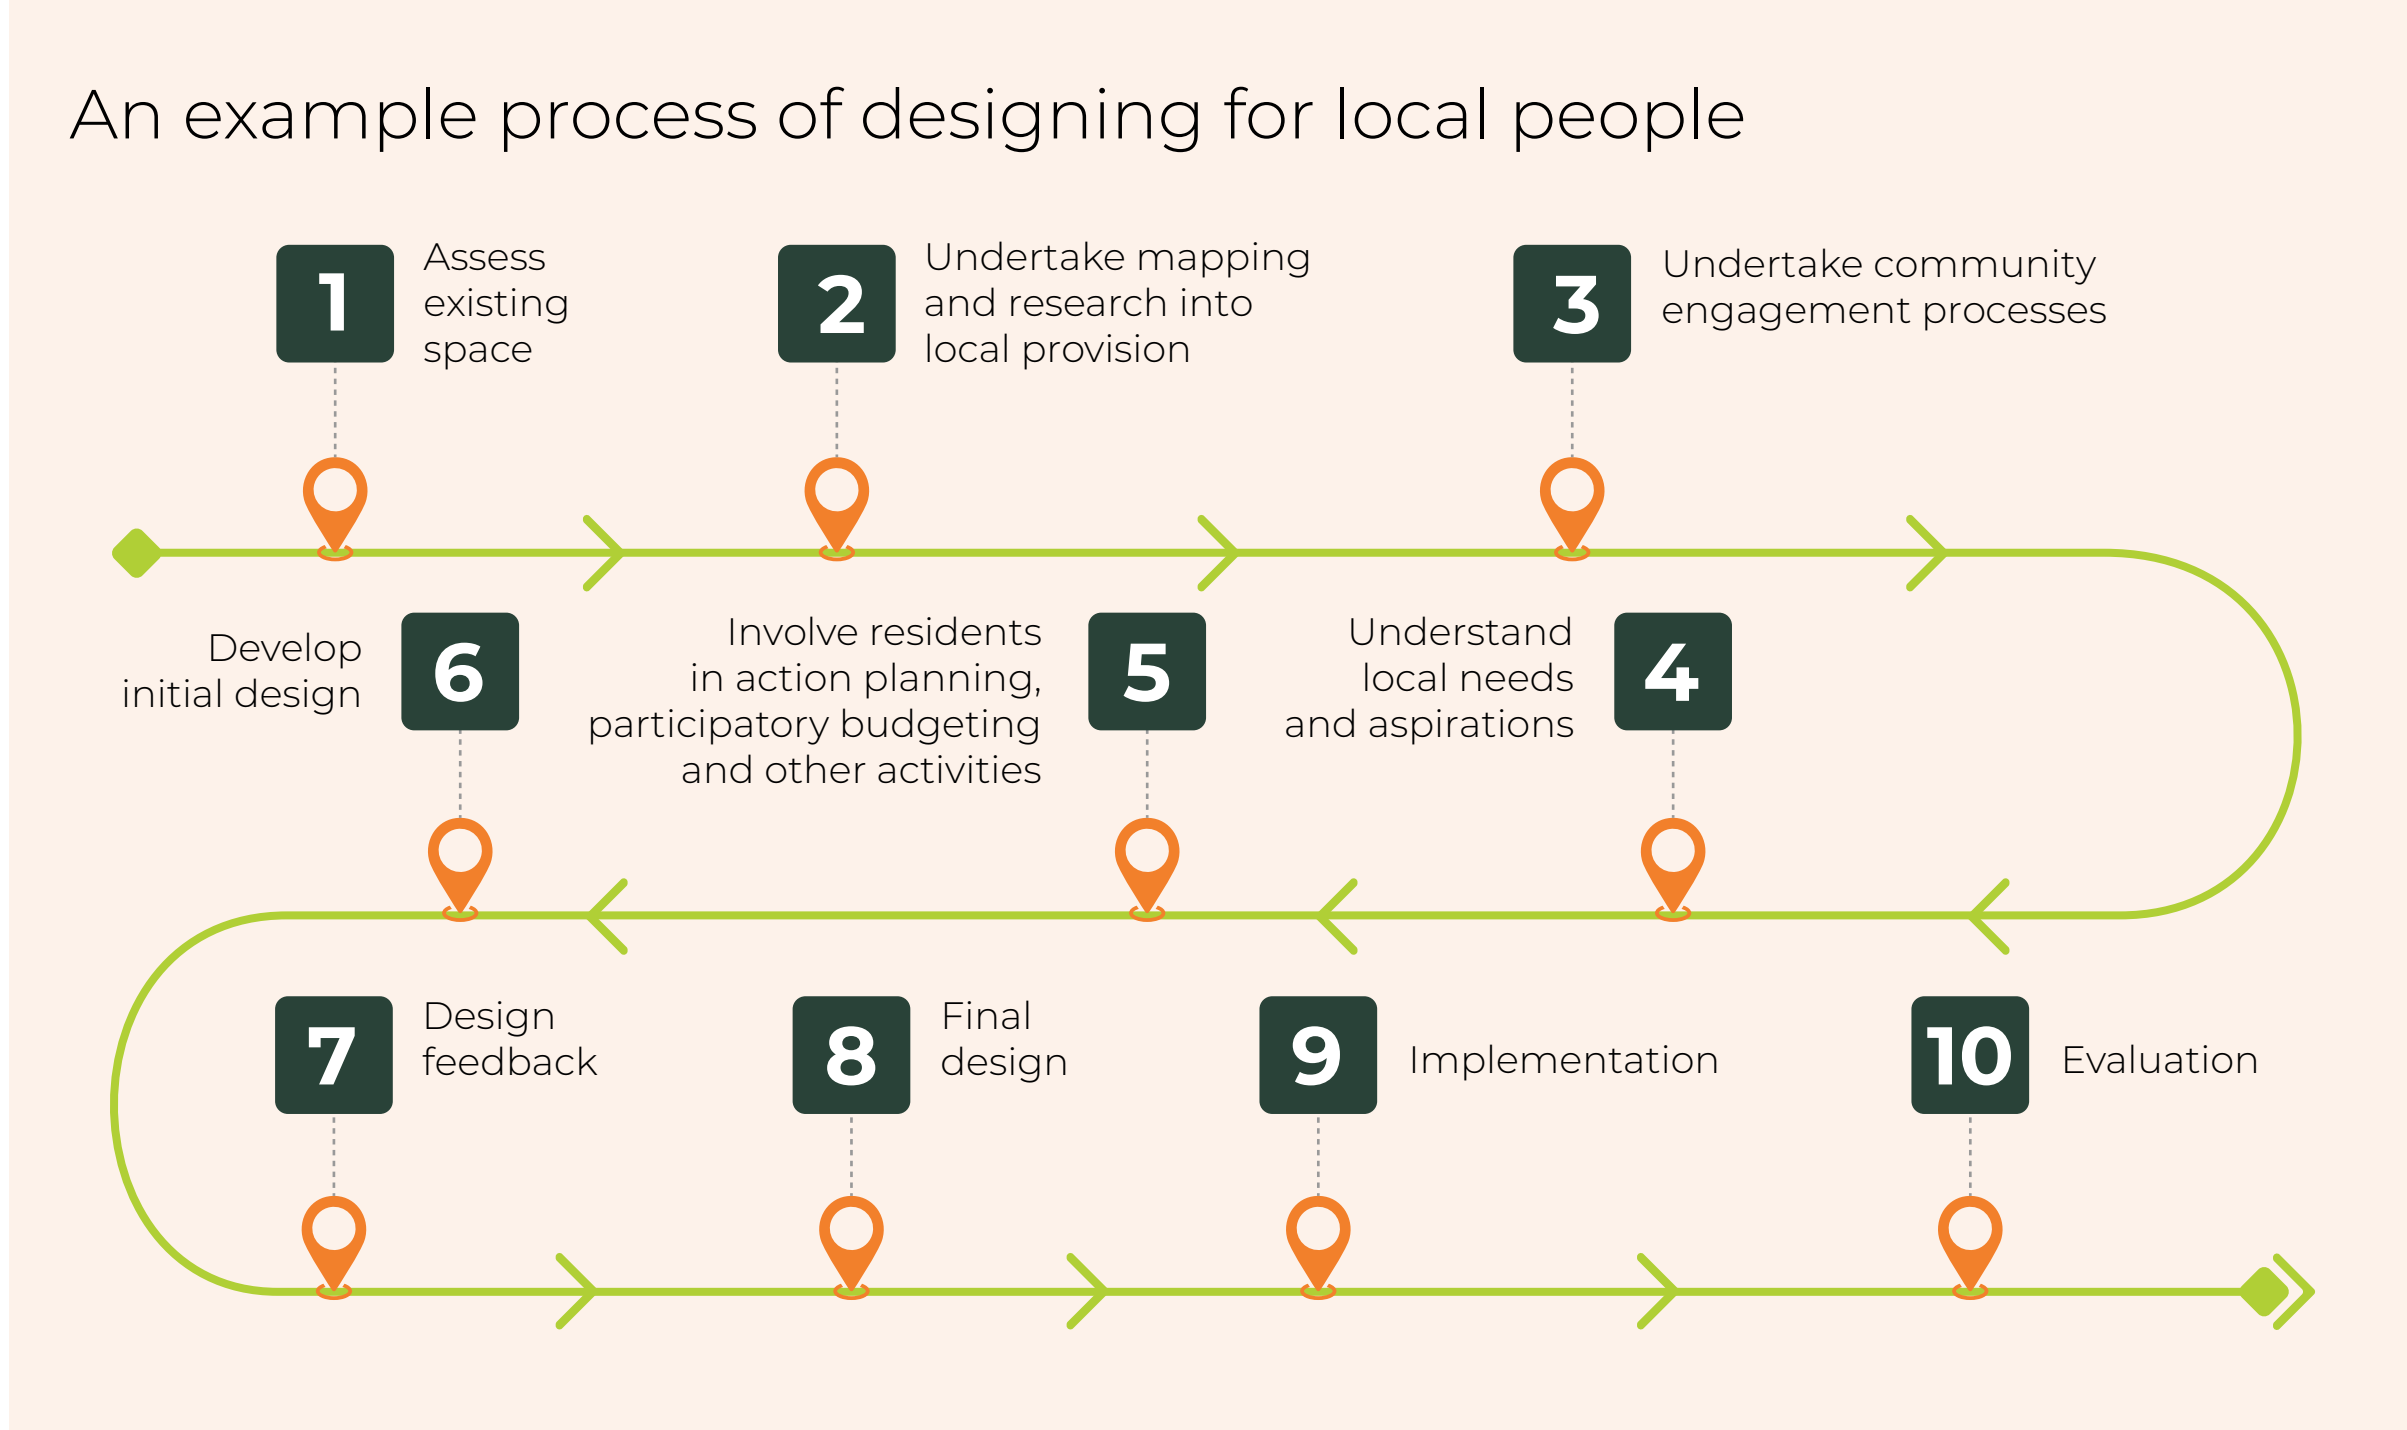 An example process of designing for local people
1
Assess
existing
space
2
Undertake mapping
and research into
local provision
3
Undertake community
engagement processes
4
Understand
local needs
and aspirations
5
Involve residents
in action planning,
participatory budgeting
and other activities
6
Develop
initial design
7
Design
feedback
8
Final
design
9
Implementation
10
Evaluation